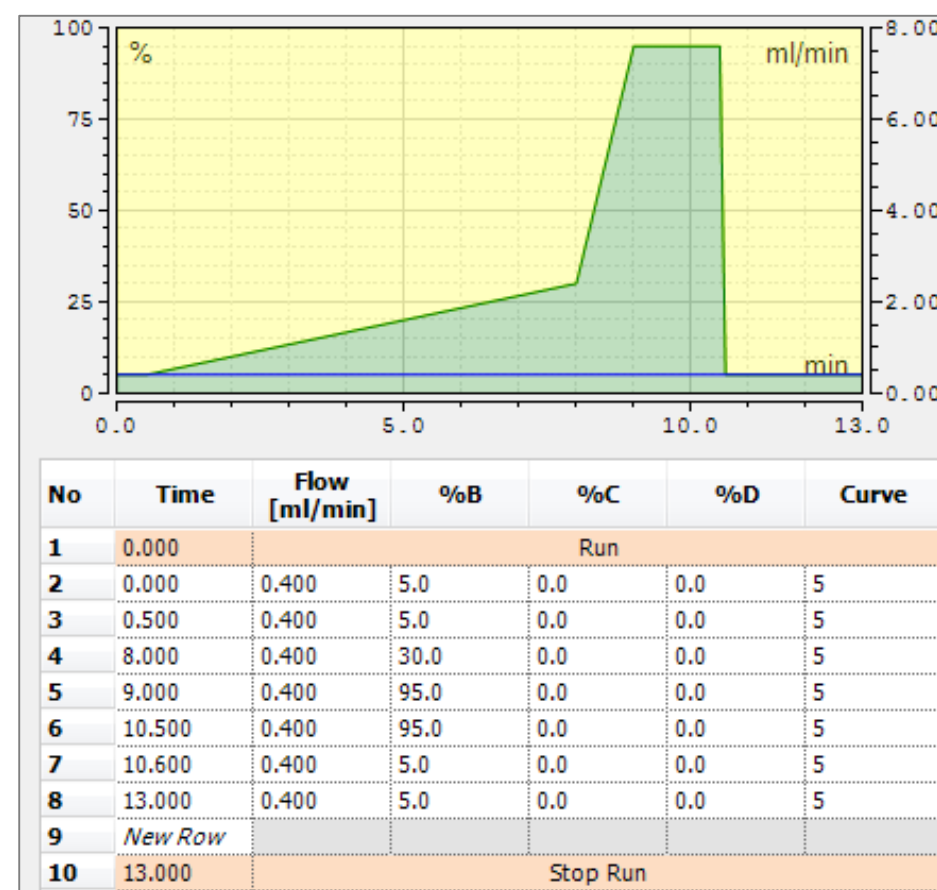 100 8.00
% ml/min
75 6.00
50 4.00
25 2.00
min
0 0.00
0.0 5.0 10.0 13.0
No Time Flow [ml/min] %B %C %D Curve
1 0.000 Run
2 0.000 0.400 5.0 0.0 0.0 5
3 0.500 0.400 5.0 0.0 0.0 5
4 8.000 0.400 30.0 0.0 0.0 5
5 9.000 0.400 95.0 0.0 0.0 5
6 10.500 0.400 95.0 0.0 0.0 5
7 10.600 0.400 5.0 0.0 0.0 5
8 13.000 0.400 5.0 0.0 0.0 5
9 New Row
10 13.000 Stop Run